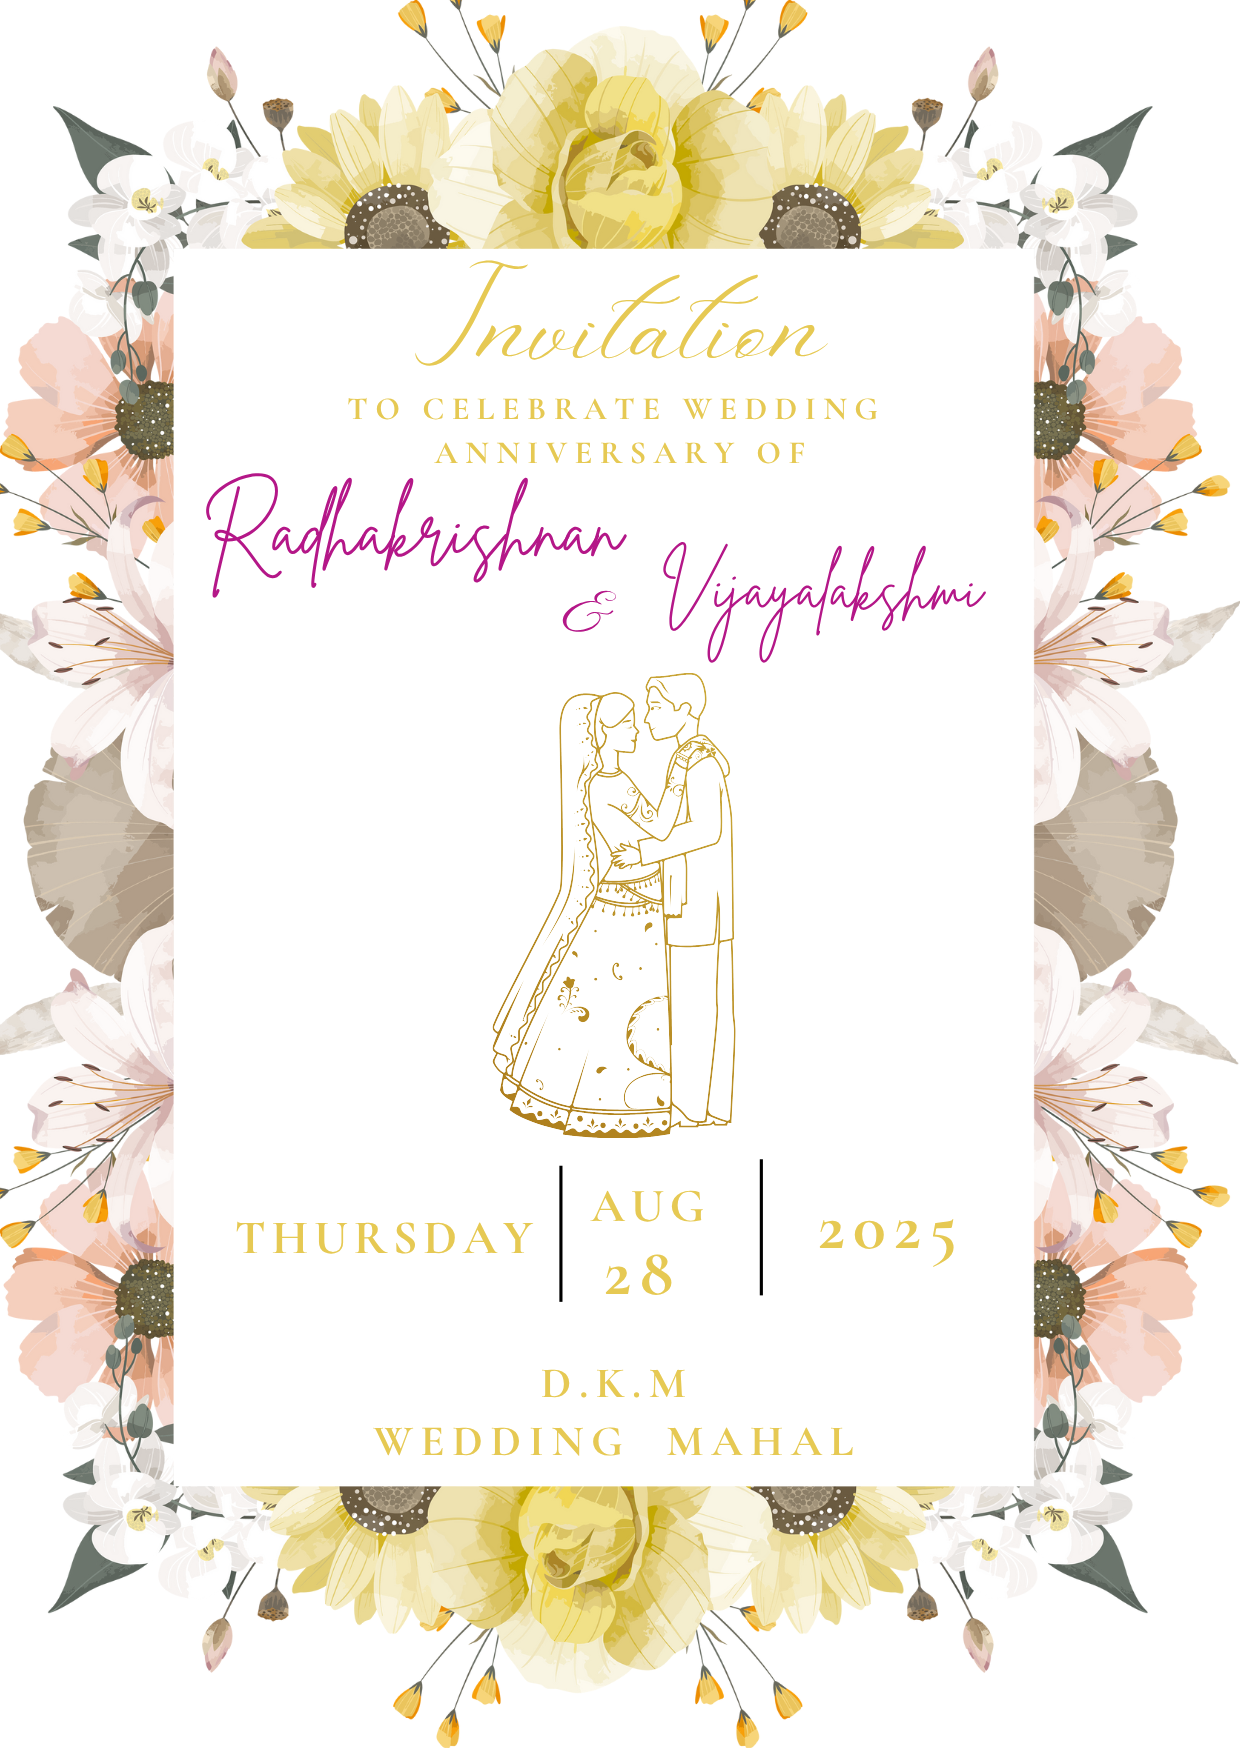 Invitation
TO CELEBRATE WEDDING
ANNIVERSARY OF
Radhakrishnan
& Vijayalakshmi
THURSDAY
AUG
28
2025
D.K.M
WEDDING MAHAL